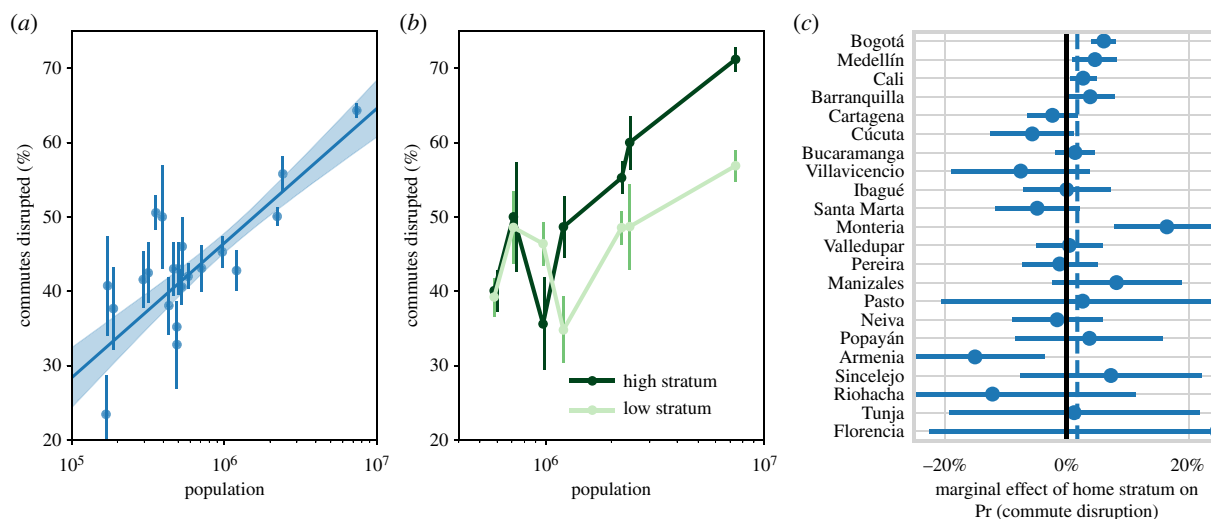 (a)
70
60
50
40
30
20
commutes disrupted (%)
10^5
10^6
10^7
population
(b)
70
60
50
40
30
20
commutes disrupted (%)
high stratum
low stratum
10^6
10^7
population
(c)
Bogotá
Medellín
Cali
Barranquilla
Cartagena
Cúcuta
Bucaramanga
Villavicencio
Ibagué
Santa Marta
Monteria
Valledupar
Pereira
Manizales
Pasto
Neiva
Popayán
Armenia
Sincelejo
Riohacha
Tunja
Florencia
–20%
0%
20%
marginal effect of home stratum on
Pr (commute disruption)